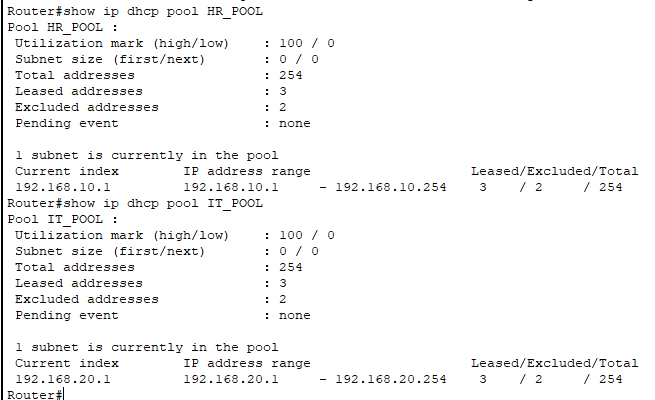 Router#show ip dhcp pool HR_POOL
Pool HR_POOL :
 Utilization mark (high/low)    : 100 / 0
 Subnet size (first/next)       : 0 / 0
 Total addresses                : 254
 Leased addresses               : 3
 Excluded addresses             : 2
 Pending event                  : none

 1 subnet is currently in the pool
 Current index        IP address range                    Leased/Excluded/Total
 192.168.10.1         192.168.10.1     - 192.168.10.254    3    / 2     / 254
Router#show ip dhcp pool IT_POOL
Pool IT_POOL :
 Utilization mark (high/low)    : 100 / 0
 Subnet size (first/next)       : 0 / 0
 Total addresses                : 254
 Leased addresses               : 3
 Excluded addresses             : 2
 Pending event                  : none

 1 subnet is currently in the pool
 Current index        IP address range                    Leased/Excluded/Total
 192.168.20.1         192.168.20.1     - 192.168.20.254    3    / 2     / 254
Router#